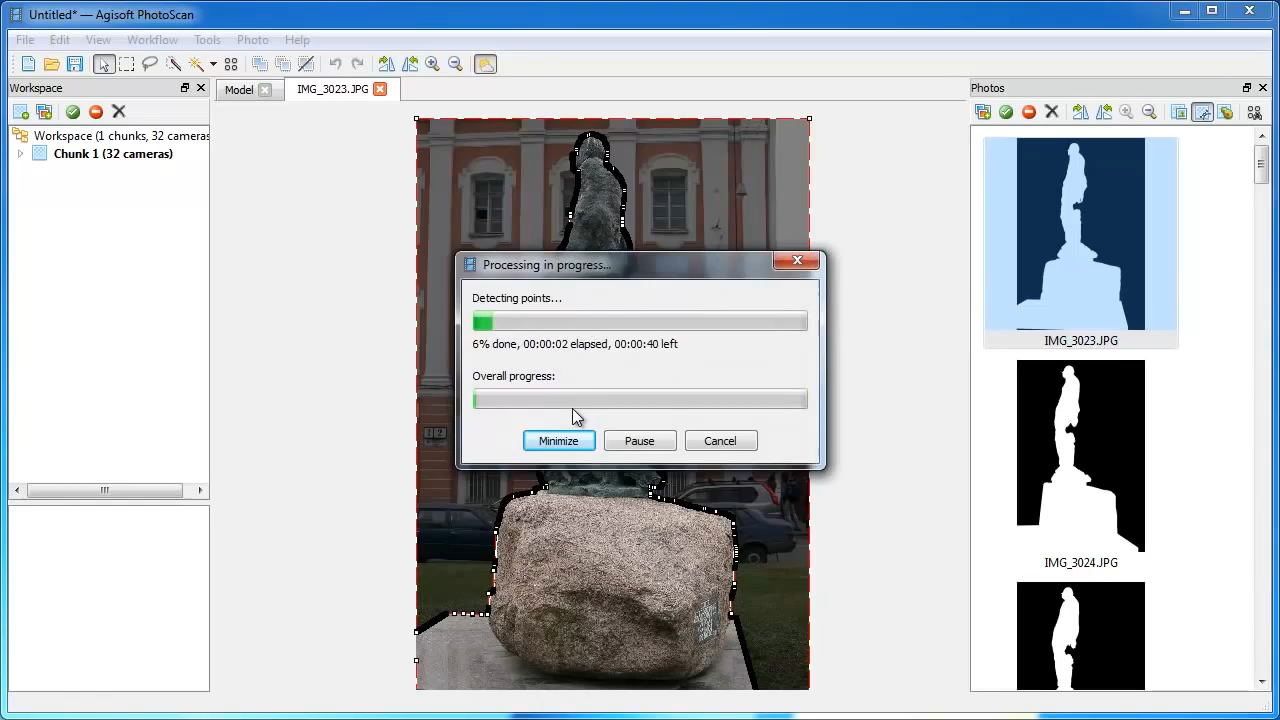 Untitled* — Agisoft PhotoScan
File Edit View Workflow Tools Photo Help
Workspace
Model
IMG_3023.JPG
Photos
Workspace (1 chunks, 32 cameras
Chunk 1 (32 cameras)
Processing in progress...
Detecting points...
6% done, 00:00:02 elapsed, 00:00:40 left
Overall progress:
Minimize
Pause
Cancel
IMG_3023.JPG
IMG_3024.JPG